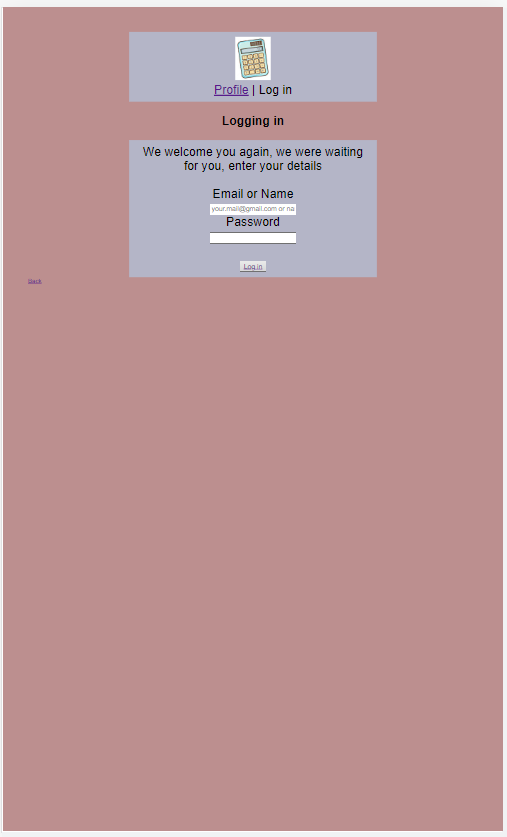 Profile | Log in
Logging in
We welcome you again, we were waiting
for you, enter your details
Email or Name
your.mail@gmail.com or na
Password
Log in
Back